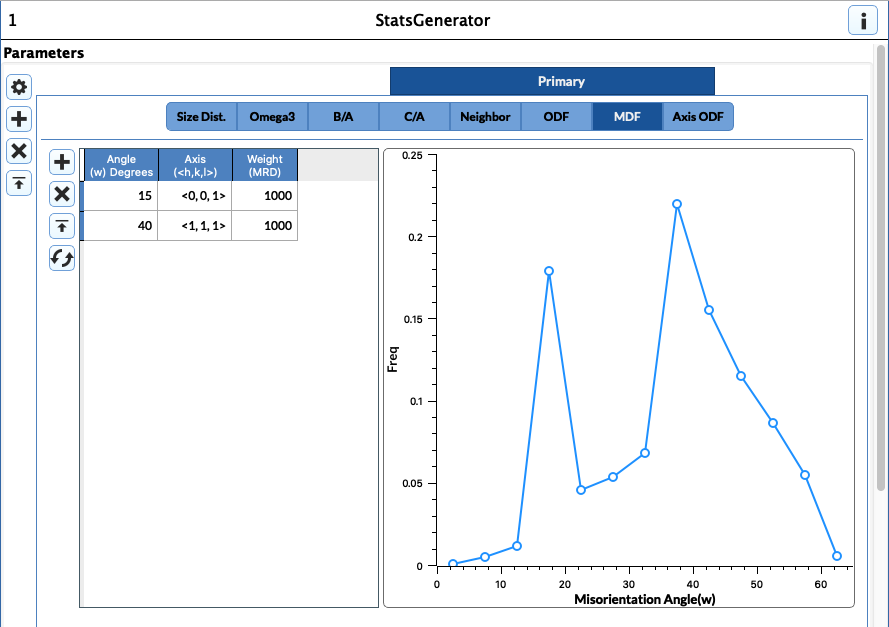 1 StatsGenerator
Parameters
Primary
Size Dist. Omega3 B/A C/A Neighbor ODF MDF Axis ODF
Angle Axis Weight
(w) Degrees (<h,k,l>) (MRD)
15 <0, 0, 1> 1000
40 <1, 1, 1> 1000
0.25
0.2
0.15
0.1
0.05
0
Freq
0 10 20 30 40 50 60
Misorientation Angle(w)